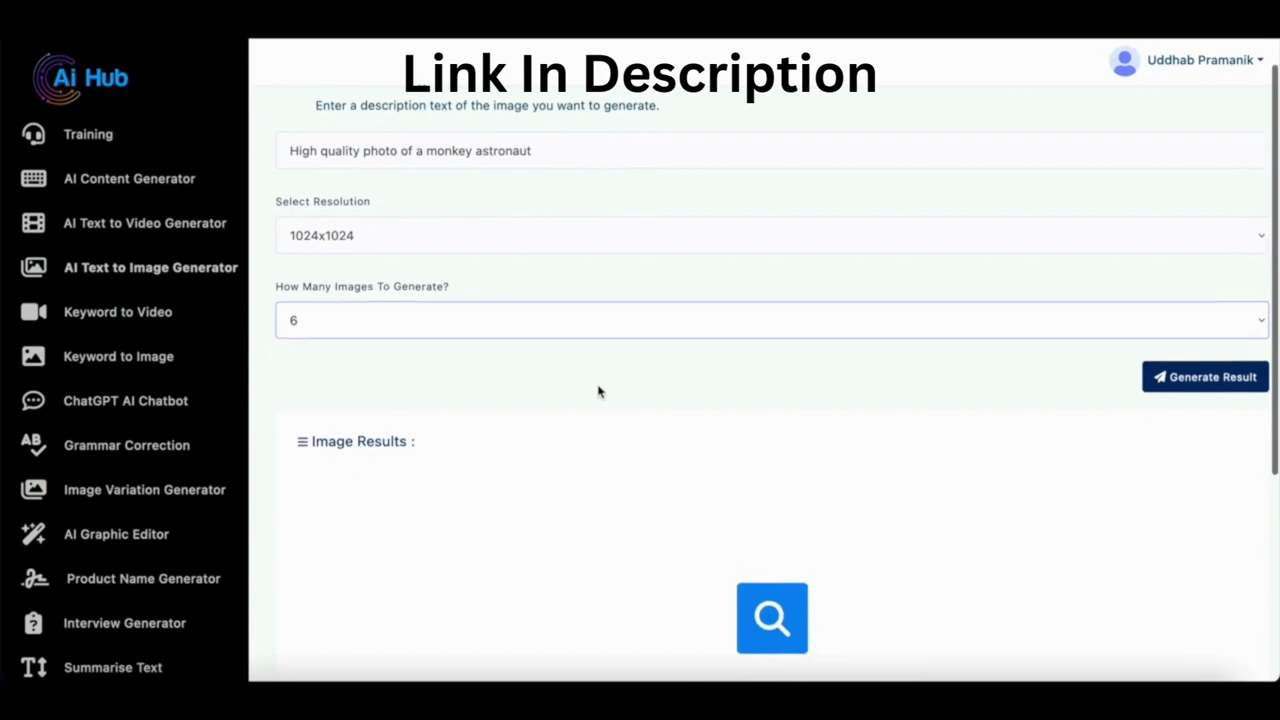 Link In Description
Ai Hub
Uddhab Pramanik
Training
AI Content Generator
AI Text to Video Generator
AI Text to Image Generator
Keyword to Video
Keyword to Image
ChatGPT AI Chatbot
AB Grammar Correction
Image Variation Generator
AI Graphic Editor
Product Name Generator
Interview Generator
Summarise Text
Enter a description text of the image you want to generate.
High quality photo of a monkey astronaut
Select Resolution
1024x1024
How Many Images To Generate?
6
Generate Result
Image Results :